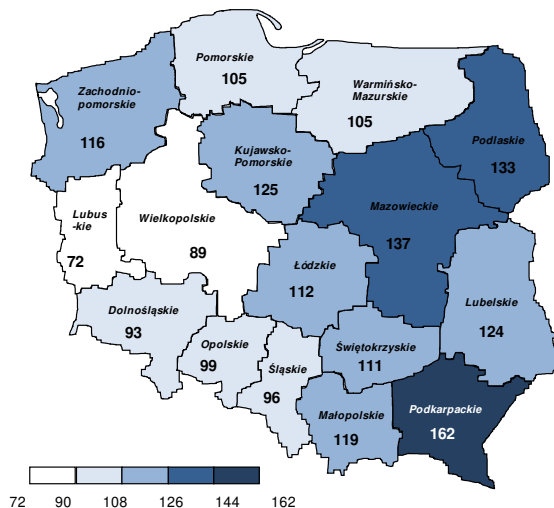 Pomorskie
105
Warmińsko-
Mazurskie
105
Zachodnio-
pomorskie
116
Podlaskie
133
Kujawsko-
Pomorskie
125
Mazowieckie
137
Lubus
-kie
72
Wielkopolskie
89
Łódzkie
112
Lubelskie
124
Dolnośląskie
93
Opolskie
99
Śląskie
96
Świętokrzyskie
111
Małopolskie
119
Podkarpackie
162
72 90 108 126 144 162